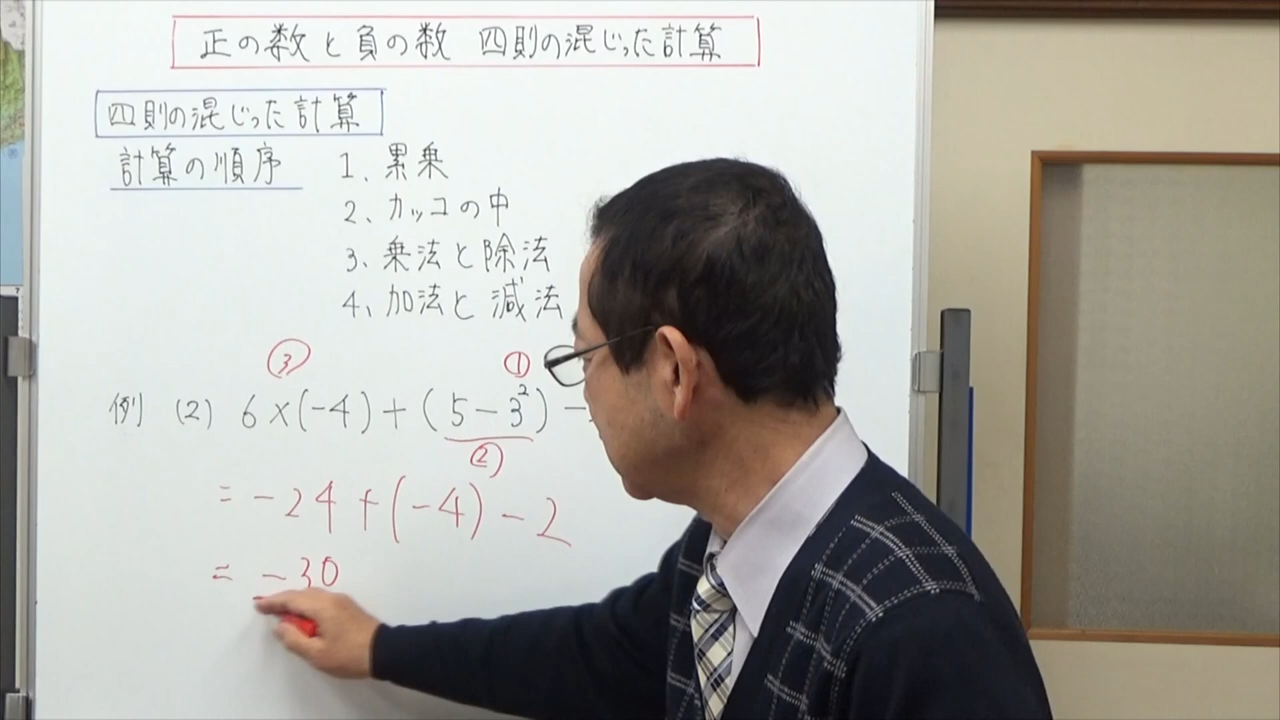 正の数と負の数 四則の混じった計算
四則の混じった計算
計算の順序
1、累乗
2、カッコの中
3、乗法と除法
4、加法と減法
③ ①
例 (2) 6×(-4)+(5-3²)-
②
=-24+(-4)-2
=-30